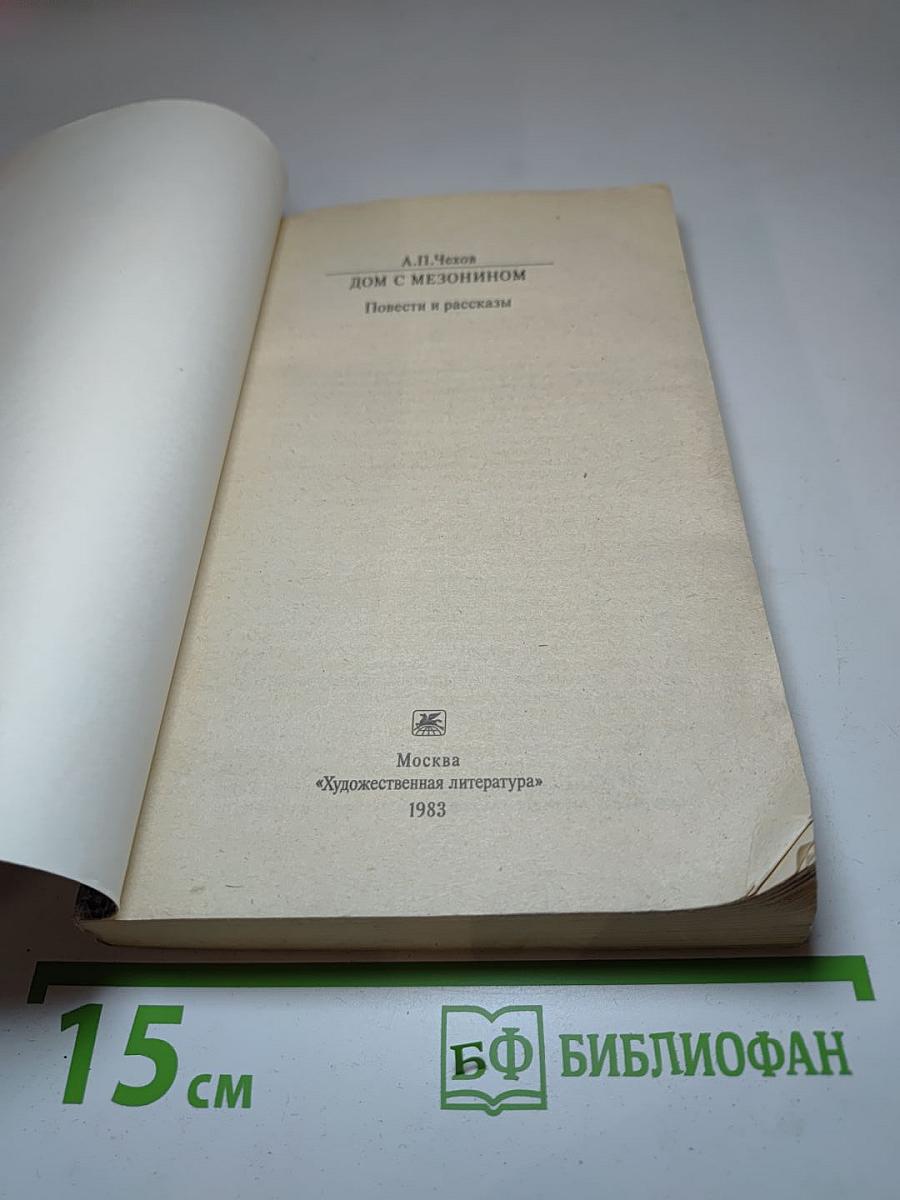 А.П.Чехов
ДОМ С МЕЗОНИНОМ
Повести и рассказы
Москва
«Художественная литература»
1983
15 см
БФ БИБЛИОФАН